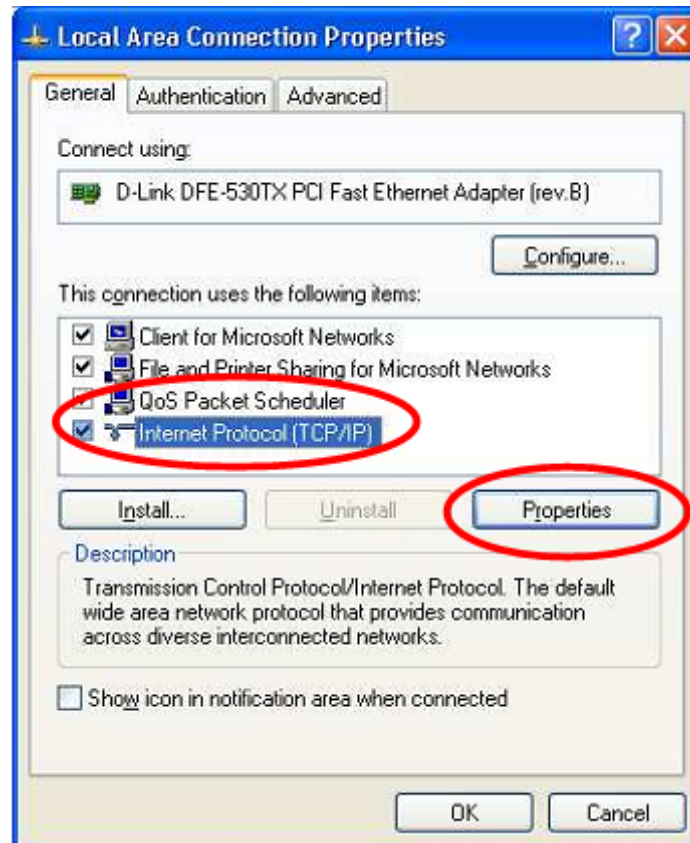 Local Area Connection Properties
General Authentication Advanced
Connect using:
D-Link DFE-530TX PCI Fast Ethernet Adapter (rev.B)
Configure...
This connection uses the following items:
Client for Microsoft Networks
File and Printer Sharing for Microsoft Networks
QoS Packet Scheduler
Internet Protocol (TCP/IP)
Install... Uninstall Properties
Description
Transmission Control Protocol/Internet Protocol. The default
wide area network protocol that provides communication
across diverse interconnected networks.
Show icon in notification area when connected
OK Cancel